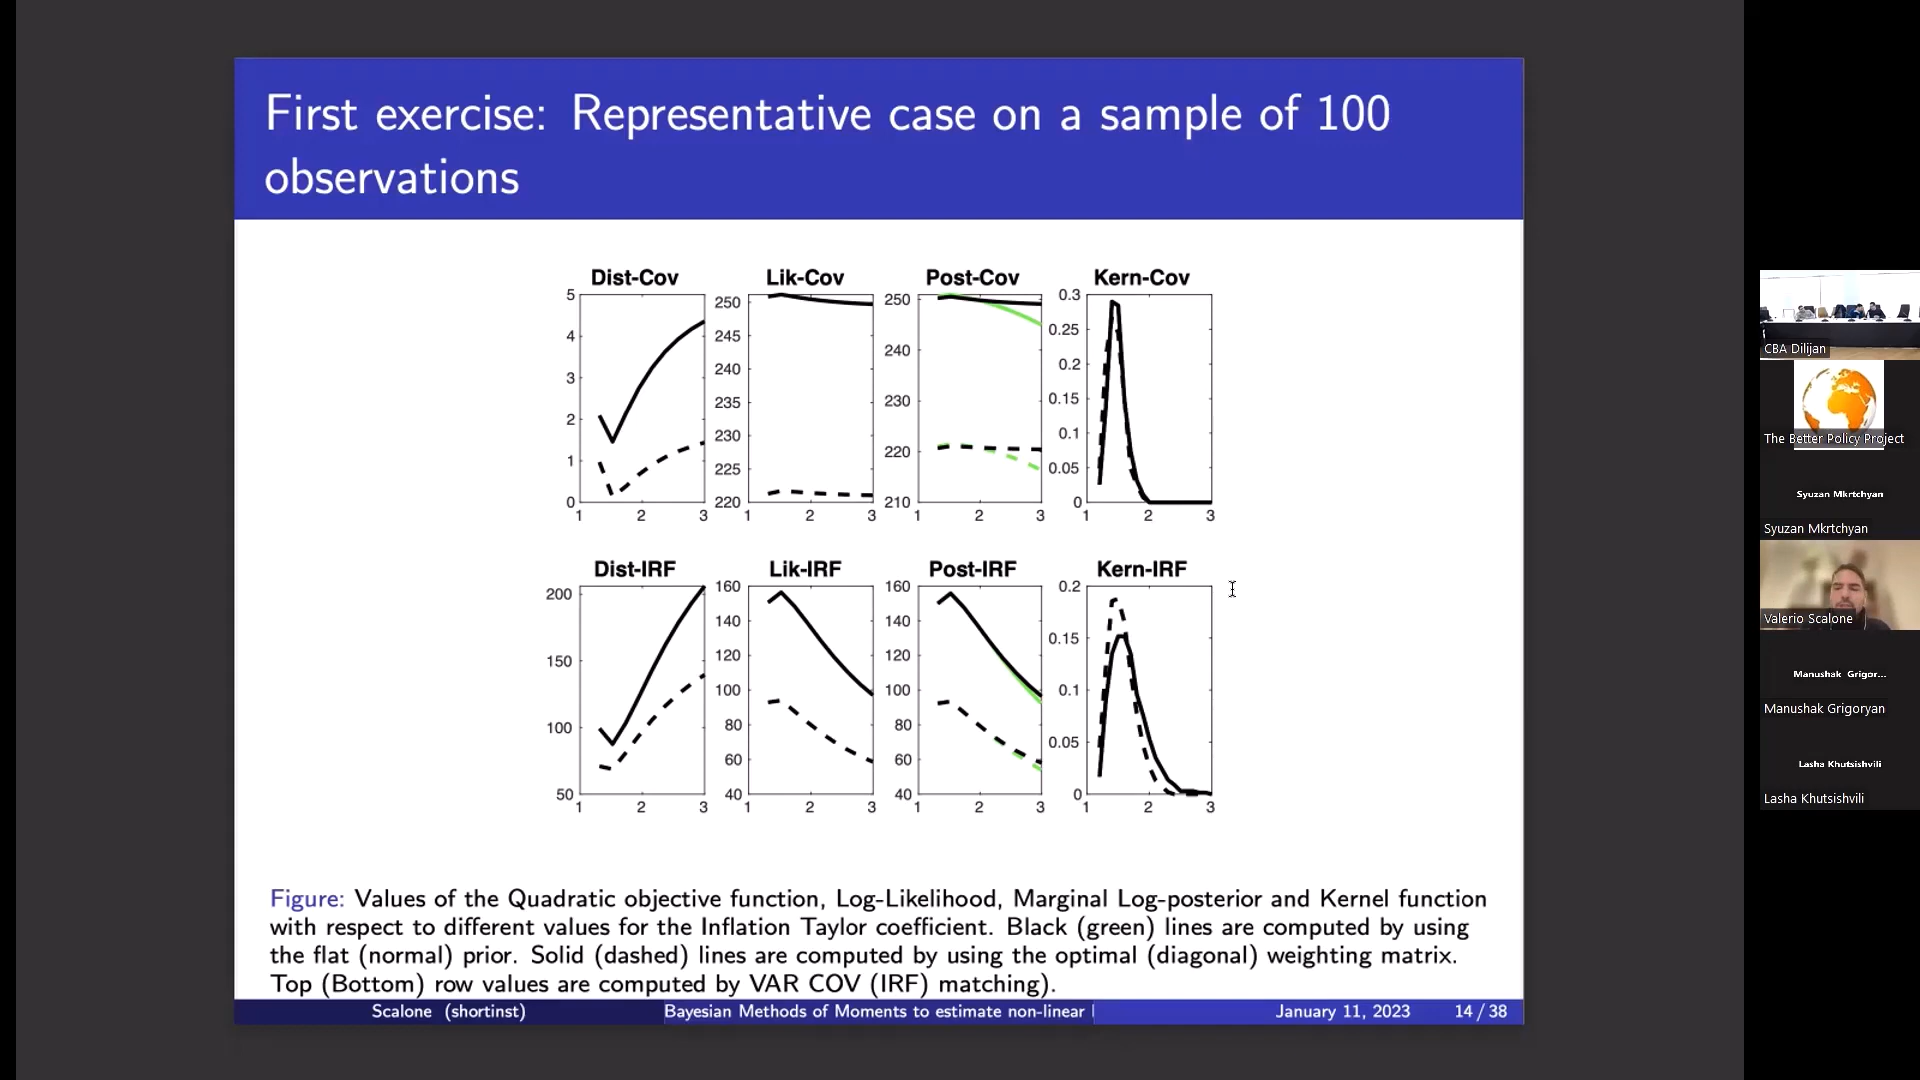 First exercise: Representative case on a sample of 100
observations
Dist-Cov
Lik-Cov
Post-Cov
Kern-Cov
5
4
3
2
1
0
1
2
3
250
245
240
235
230
225
220
1
2
3
250
240
230
220
210
1
2
3
0.3
0.25
0.2
0.15
0.1
0.05
0
1
2
3
Dist-IRF
Lik-IRF
Post-IRF
Kern-IRF
200
150
100
50
1
2
3
160
140
120
100
80
60
40
1
2
3
160
140
120
100
80
60
40
1
2
3
0.2
0.15
0.1
0.05
0
1
2
3
Figure: Values of the Quadratic objective function, Log-Likelihood, Marginal Log-posterior and Kernel function
with respect to different values for the Inflation Taylor coefficient. Black (green) lines are computed by using
the flat (normal) prior. Solid (dashed) lines are computed by using the optimal (diagonal) weighting matrix.
Top (Bottom) row values are computed by VAR COV (IRF) matching).
Scalone (shortinst)
Bayesian Methods of Moments to estimate non-linear
January 11, 2023
14 / 38
CBA Dilijan
The Better Policy Project
Syuzan Mkrtchyan
Syuzan Mkrtchyan
Valerio Scalone
Manushak Grigor...
Manushak Grigoryan
Lasha Khutsishvili
Lasha Khutsishvili